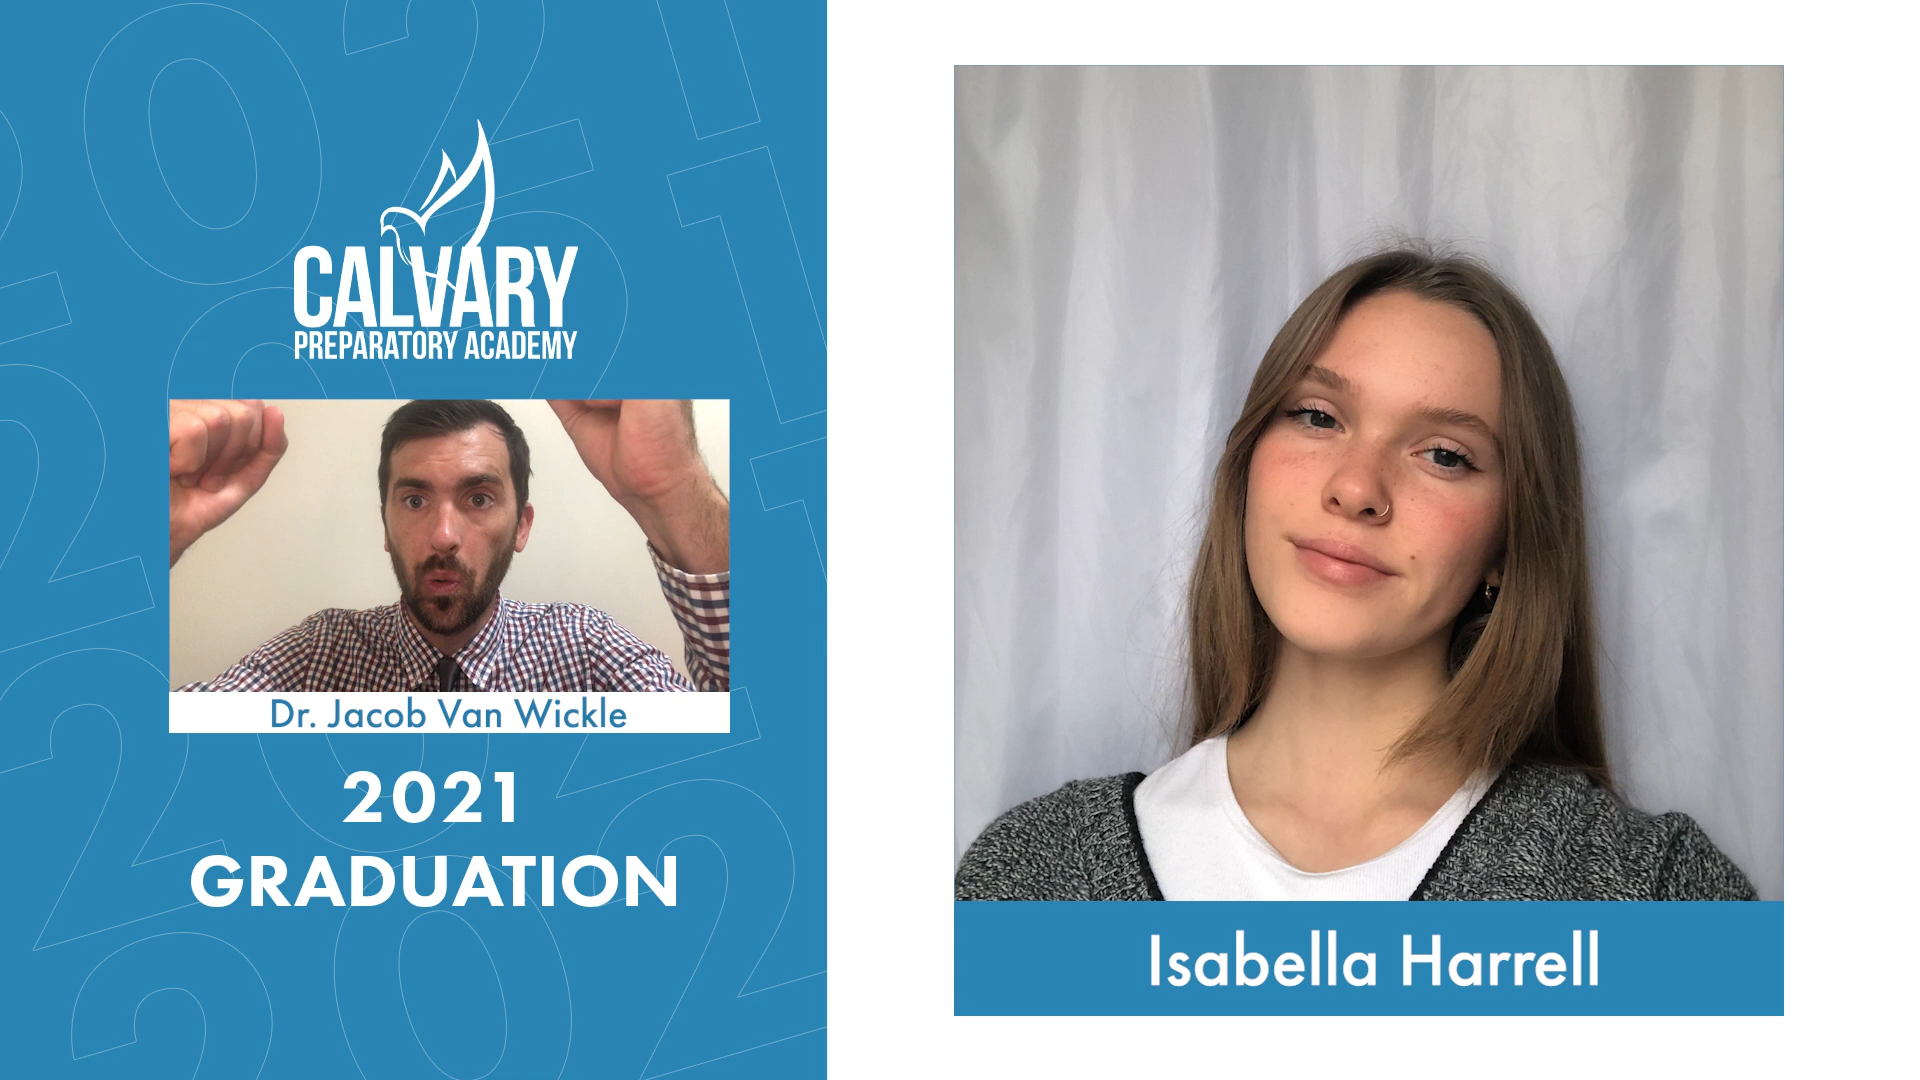 CALVARY
PREPARATORY ACADEMY
Dr. Jacob Van Wickle
2021
GRADUATION
Isabella Harrell